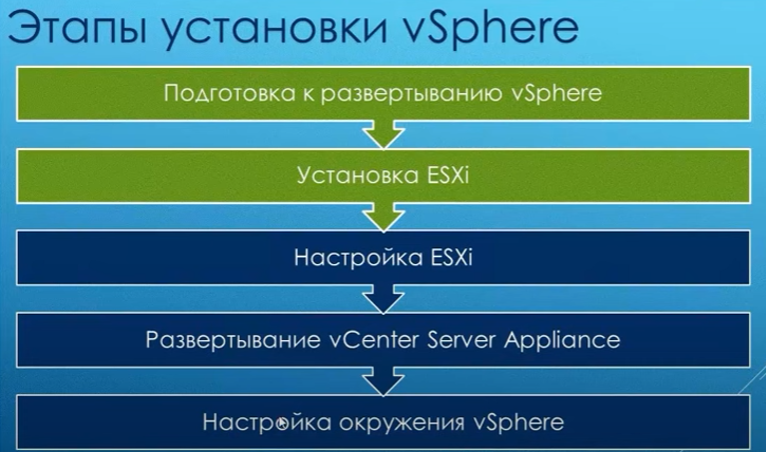 Этапы установки vSphere
Подготовка к развертыванию vSphere
Установка ESXi
Настройка ESXi
Развертывание vCenter Server Appliance
Настройка окружения vSphere